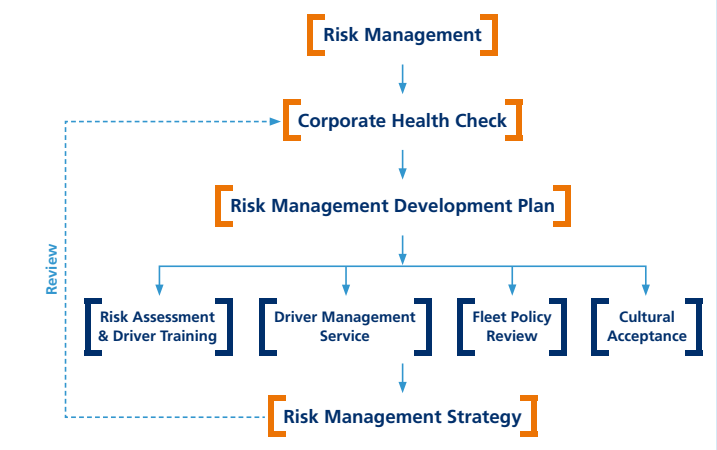 Risk Management
Corporate Health Check
Risk Management Development Plan
Review
Risk Assessment
& Driver Training
Driver Management
Service
Fleet Policy
Review
Cultural
Acceptance
Risk Management Strategy